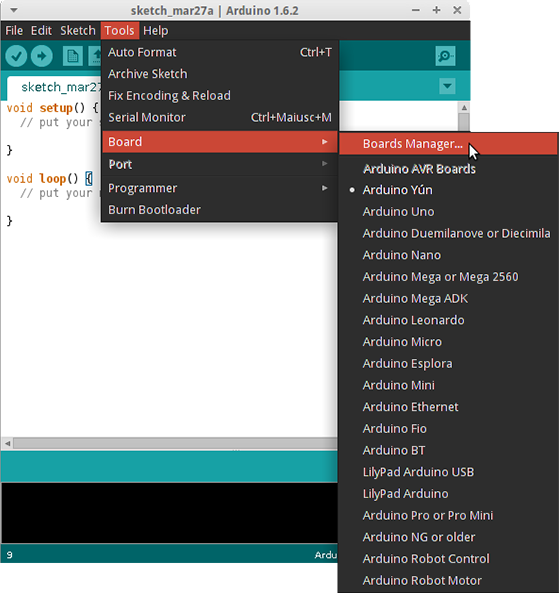 sketch_mar27a | Arduino 1.6.2
File Edit Sketch Tools Help
sketch_mar27
void setup() {
// put your
}
void loop() {
// put your
}
Auto Format Ctrl+T
Archive Sketch
Fix Encoding & Reload
Serial Monitor Ctrl+Maiusc+M
Board
Port
Programmer
Burn Bootloader
Boards Manager...
Arduino AVR Boards
Arduino Yún
Arduino Uno
Arduino Duemilanove or Diecimila
Arduino Nano
Arduino Mega or Mega 2560
Arduino Mega ADK
Arduino Leonardo
Arduino Micro
Arduino Esplora
Arduino Mini
Arduino Ethernet
Arduino Fio
Arduino BT
LilyPad Arduino USB
LilyPad Arduino
Arduino Pro or Pro Mini
Arduino NG or older
Arduino Robot Control
Arduino Robot Motor
9 Ardu